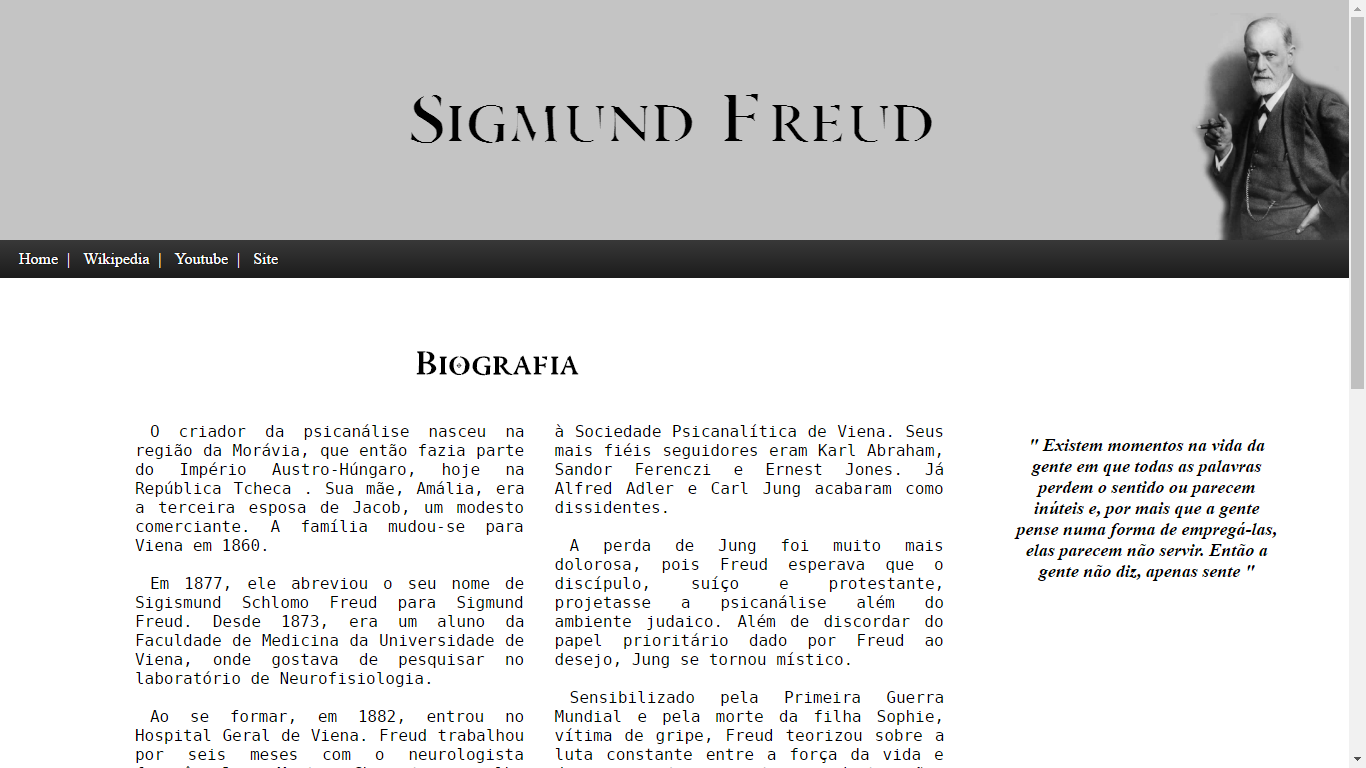 Sigmund Freud
Home | Wikipedia | Youtube | Site
Biografia
O criador da psicanálise nasceu na
região da Morávia, que então fazia parte
do Império Austro-Húngaro, hoje na
República Tcheca . Sua mãe, Amália, era
a terceira esposa de Jacob, um modesto
comerciante. A família mudou-se para
Viena em 1860.
Em 1877, ele abreviou o seu nome de
Sigismund Schlomo Freud para Sigmund
Freud. Desde 1873, era um aluno da
Faculdade de Medicina da Universidade de
Viena, onde gostava de pesquisar no
laboratório de Neurofisiologia.
Ao se formar, em 1882, entrou no
Hospital Geral de Viena. Freud trabalhou
por seis meses com o neurologista
à Sociedade Psicanalítica de Viena. Seus
mais fiéis seguidores eram Karl Abraham,
Sandor Ferenczi e Ernest Jones. Já
Alfred Adler e Carl Jung acabaram como
dissidentes.
A perda de Jung foi muito mais
dolorosa, pois Freud esperava que o
discípulo, suíço e protestante,
projetasse a psicanálise além do
ambiente judaico. Além de discordar do
papel prioritário dado por Freud ao
desejo, Jung se tornou místico.
Sensibilizado pela Primeira Guerra
Mundial e pela morte da filha Sophie,
vítima de gripe, Freud teorizou sobre a
luta constante entre a força da vida e
" Existem momentos na vida da
gente em que todas as palavras
perdem o sentido ou parecem
inúteis e, por mais que a gente
pense numa forma de empregá-las,
elas parecem não servir. Então a
gente não diz, apenas sente "